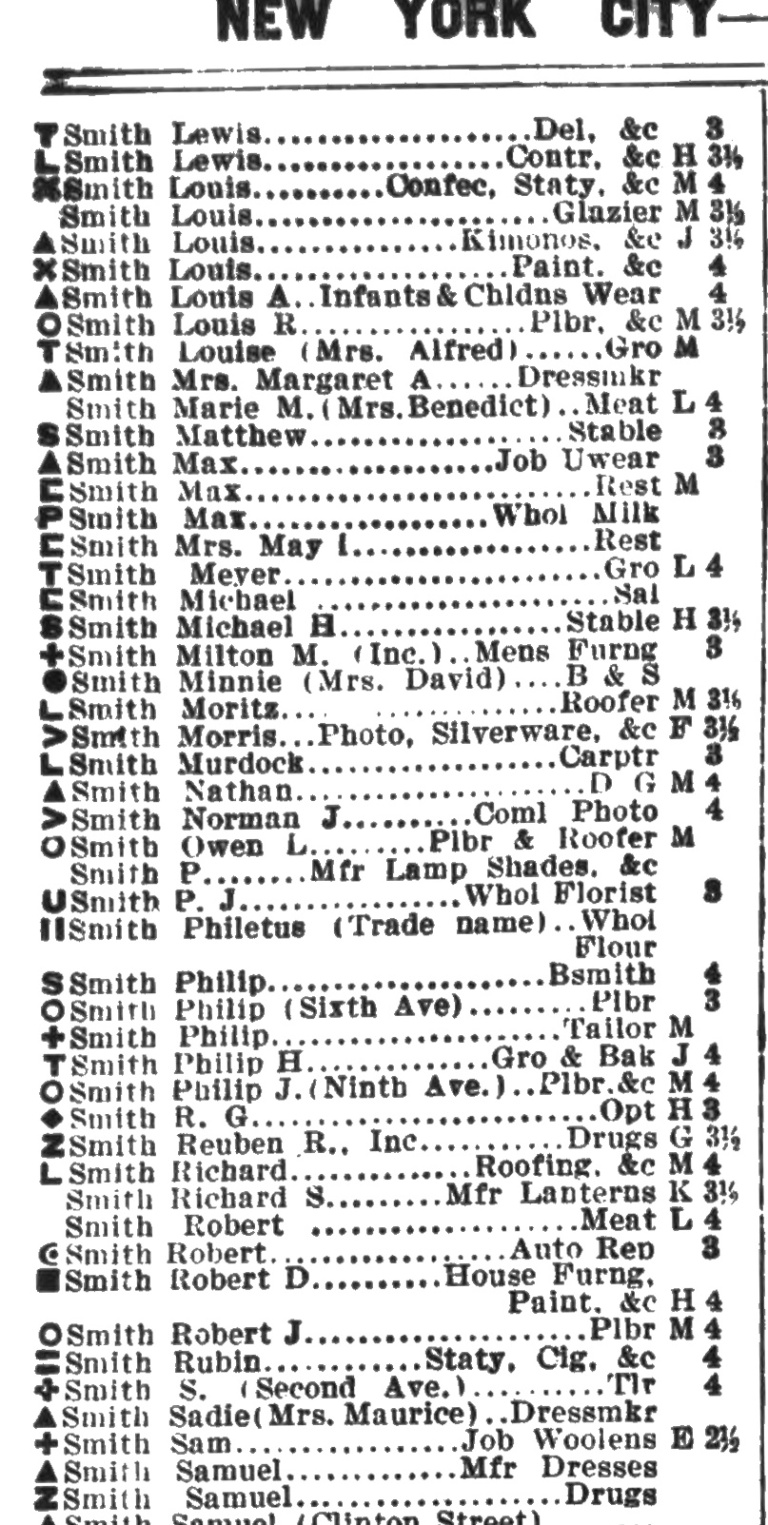 NEW YORK CITY—
T Smith Lewis....................Del, &c 3
L Smith Lewis..................Contr, &c H 3½
Smith Louis..........Confec, Staty, &c M 4
Smith Louis.......................Glazier M 3½
▲ Smith Louis...............Kimonos, &c J 3½
✕ Smith Louis...................Paint. &c 4
▲ Smith Louis A..Infants & Chldns Wear 4
O Smith Louis R.................Plbr, &c M 3½
T Smith Louise (Mrs. Alfred)......Gro M
▲ Smith Mrs. Margaret A......Dressmkr
Smith Marie M.(Mrs.Benedict)..Meat L 4
S Smith Matthew...................Stable 3
▲ Smith Max...................Job Uwear 3
⊏ Smith Max..........................Rest M
P Smith Max..................Whol Milk
⊏ Smith Mrs. May I..................Rest
T Smith Meyer........................Gro L 4
⊏ Smith Michael ......................Sal
S Smith Michael H.................Stable H 3½
+ Smith Milton M. (Inc.)..Mens Furng 3
● Smith Minnie (Mrs. David)....B & S
L Smith Moritz.... ..............Roofer M 3½
> Smith Morris...Photo, Silverware, &c F 3½
L Smith Murdock...................Carptr 3
▲ Smith Nathan......................D G M 4
> Smith Norman J..........Coml Photo 4
O Smith Owen L.........Plbr & Roofer M
Smith P........Mfr Lamp Shades, &c
U Smith P. J.................Whol Florist 3
II Smith Philetus (Trade name)..Whol
Flour
S Smith Philip.....................Bsmith 4
O Smith Philip (Sixth Ave).........Plbr 3
+ Smith Philip......................Tailor M
T Smith Philip H..............Gro & Bak J 4
O Smith Philip J.(Ninth Ave.)..Plbr.&c M 4
◆ Smith R. G...........................Opt H 3
Z Smith Reuben R., Inc...........Drugs G 3½
L Smith Richard..............Roofing, &c M 4
Smith Richard S.........Mfr Lanterns K 3½
Smith Robert ....................Meat L 4
Smith Robert..................Auto Rep 3
■ Smith Robert D..........House Furng,
Paint, &c H 4
O Smith Robert J.....................Plbr M 4
= Smith Rubin............Staty, Cig, &c 4
✢ Smith S. (Second Ave.)..........Tlr 4
▲ Smith Sadie(Mrs. Maurice)..Dressmkr
+ Smith Sam.................Job Woolens E 2½
▲ Smith Samuel.............Mfr Dresses
Z Smith Samuel....................Drugs
▲ Smith Samuel (Clinton Street)